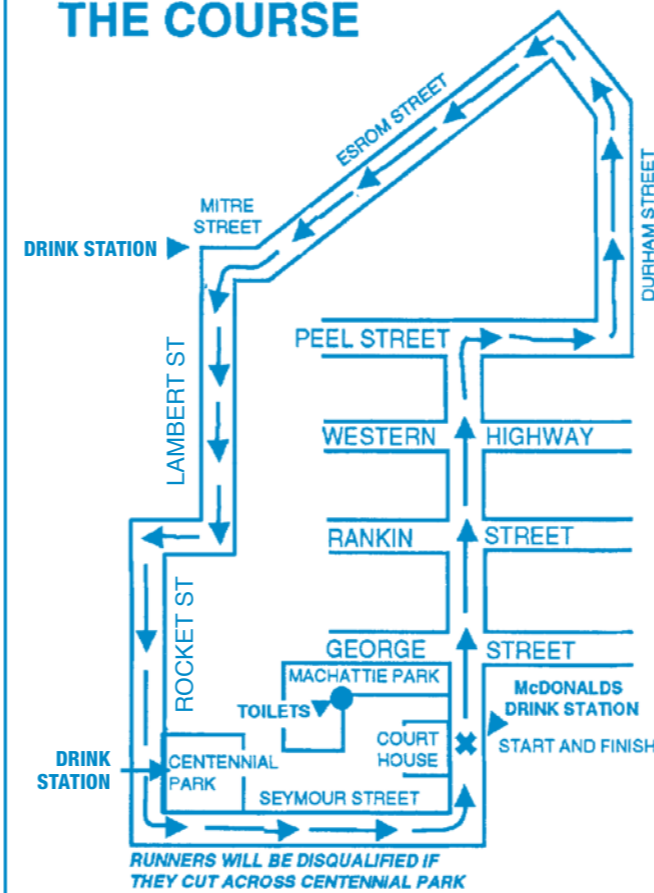 THE COURSE
ESROM STREET
DURHAM STREET
MITRE
STREET
DRINK STATION
PEEL STREET
LAMBERT ST
WESTERN HIGHWAY
RANKIN STREET
ROCKET ST
GEORGE STREET
MACHATTIE PARK
TOILETS
McDONALDS
DRINK STATION
COURT
HOUSE
START AND FINISH
DRINK
STATION
CENTENNIAL
PARK
SEYMOUR STREET
RUNNERS WILL BE DISQUALIFIED IF
THEY CUT ACROSS CENTENNIAL PARK